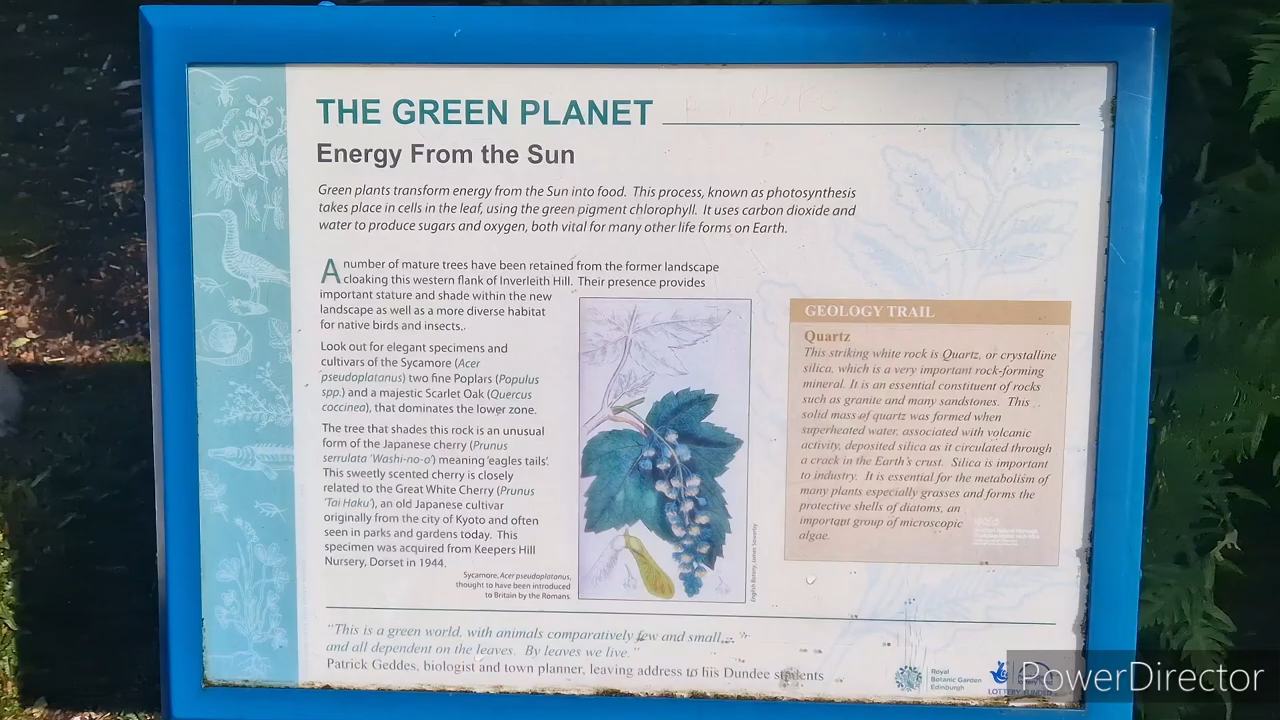 THE GREEN PLANET
Energy From the Sun
Green plants transform energy from the Sun into food. This process, known as photosynthesis
takes place in cells in the leaf, using the green pigment chlorophyll. It uses carbon dioxide and
water to produce sugars and oxygen, both vital for many other life forms on Earth.
A number of mature trees have been retained from the former landscape
cloaking this western flank of Inverleith Hill. Their presence provides
important stature and shade within the new
landscape as well as a more diverse habitat
for native birds and insects.
Look out for elegant specimens and
cultivars of the Sycamore (Acer
pseudoplatanus) two fine Poplars (Populus
spp.) and a majestic Scarlet Oak (Quercus
coccinea), that dominates the lower zone.
The tree that shades this rock is an unusual
form of the Japanese cherry (Prunus
serrulata 'Washi-no-o') meaning 'eagles tails'.
This sweetly scented cherry is closely
related to the Great White Cherry (Prunus
'Tai Haku'), an old Japanese cultivar
originally from the city of Kyoto and often
seen in parks and gardens today. This
specimen was acquired from Keepers Hill
Nursery, Dorset in 1944.
Sycamore, Acer pseudoplatanus,
thought to have been introduced
to Britain by the Romans.
English Botany, James Sowerby
GEOLOGY TRAIL
Quartz
This striking white rock is Quartz, or crystalline
silica, which is a very important rock-forming
mineral. It is an essential constituent of rocks
such as granite and many sandstones. This
solid mass of quartz was formed when
superheated water, associated with volcanic
activity, deposited silica as it circulated through
a crack in the Earth's crust. Silica is important
to industry. It is essential for the metabolism of
many plants especially grasses and forms the
protective shells of diatoms, an
important group of microscopic
algae.
"This is a green world, with animals comparatively few and small,
and all dependent on the leaves. By leaves we live."
Patrick Geddes, biologist and town planner, leaving address to his Dundee students
Royal
Botanic Garden
Edinburgh
LOTTERY FUNDED
PowerDirector